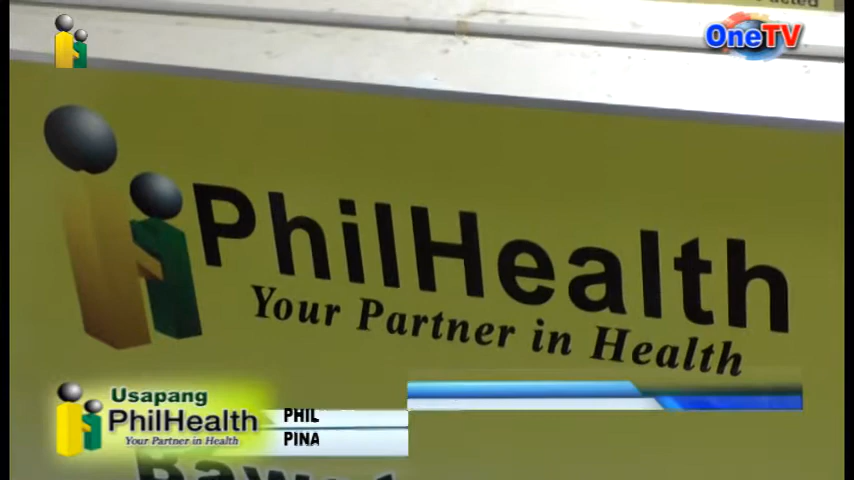 OneTV
PhilHealth
Your Partner in Health
Usapang
PhilHealth
Your Partner in Health
PHIL
PINA